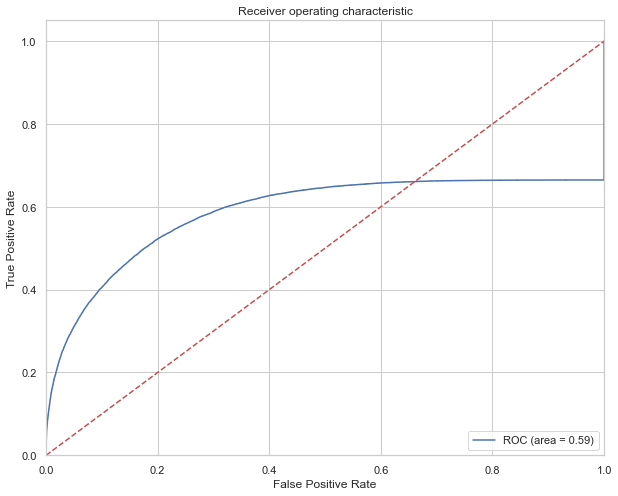 Receiver operating characteristic
1.0
0.8
0.6
0.4
0.2
0.0
True Positive Rate
0.0 0.2 0.4 0.6 0.8 1.0
False Positive Rate
ROC (area = 0.59)